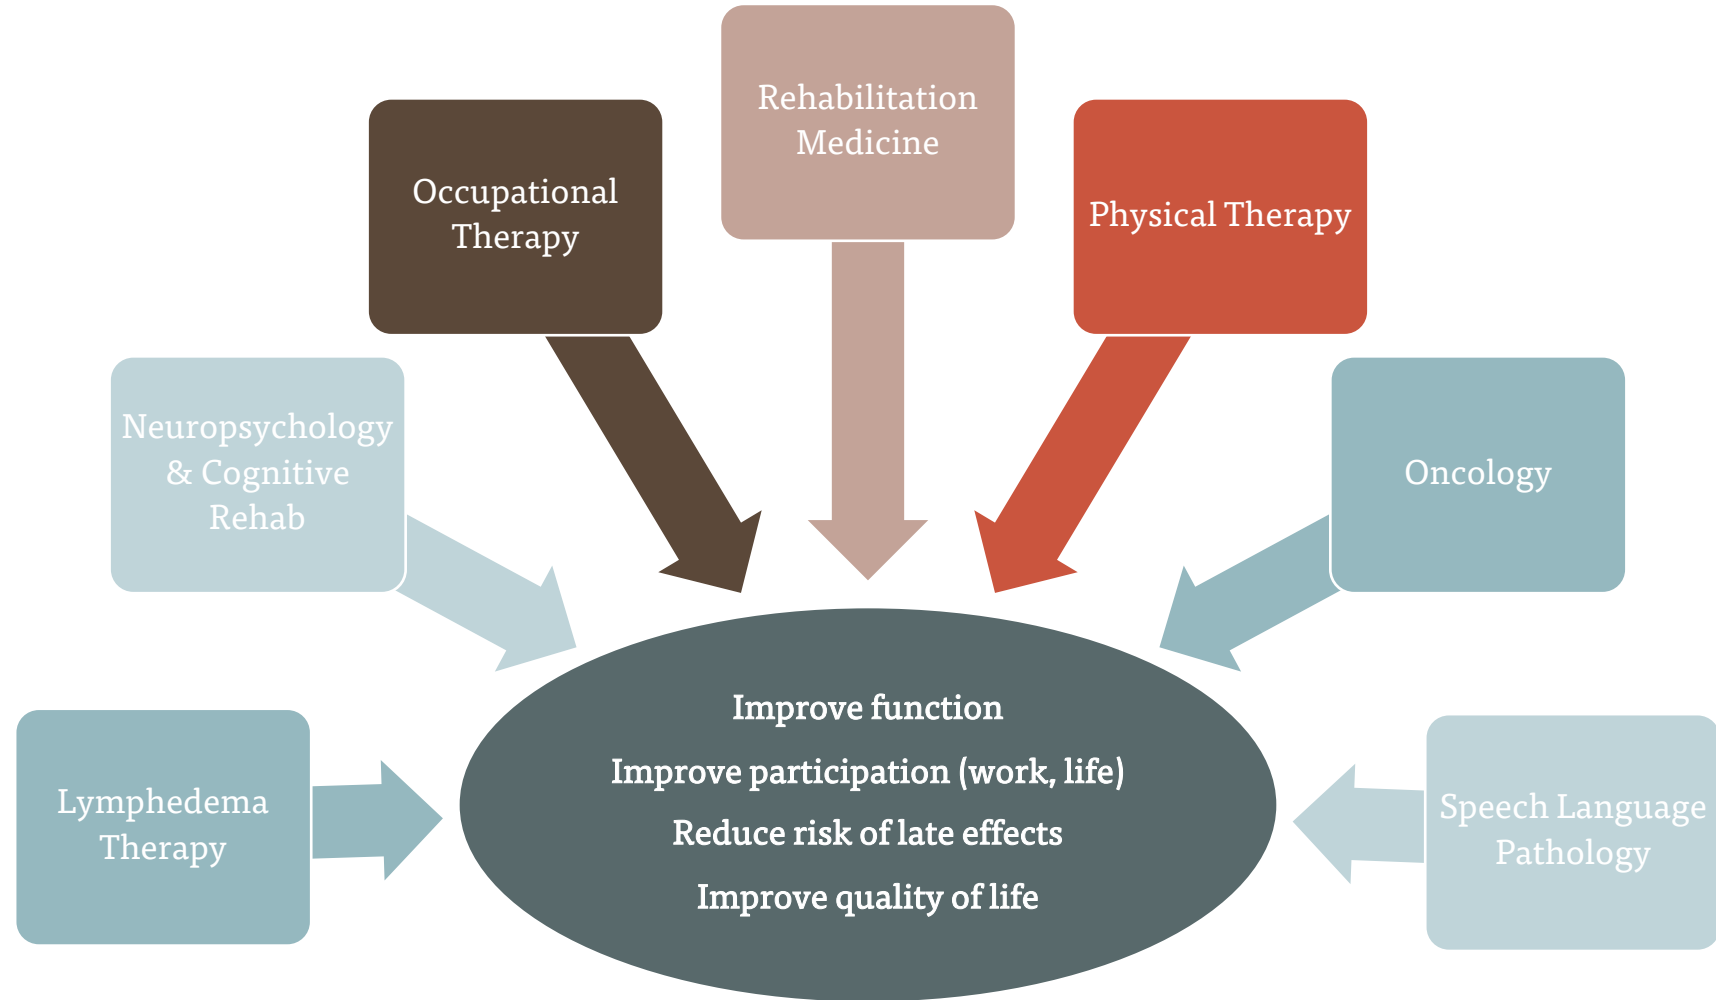 Rehabilitation
Medicine
Occupational
Therapy
Physical Therapy
Neuropsychology
& Cognitive
Rehab
Oncology
Lymphedema
Therapy
Speech Language
Pathology
Improve function
Improve participation (work, life)
Reduce risk of late effects
Improve quality of life